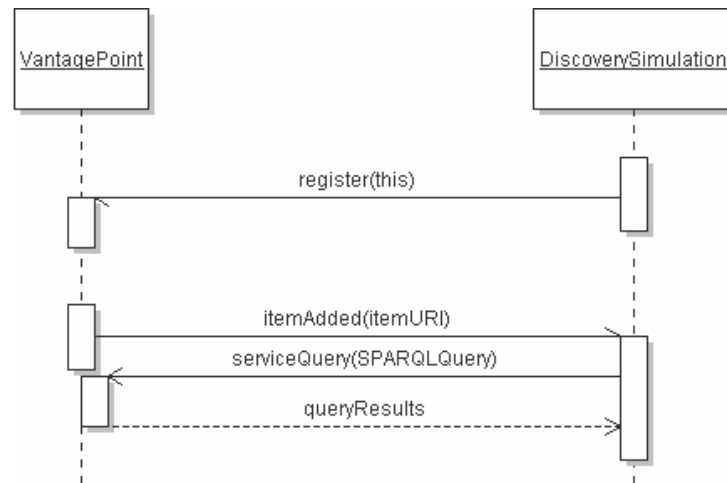 VantagePoint
DiscoverySimulation
register(this)
itemAdded(itemURI)
serviceQuery(SPARQLQuery)
queryResults